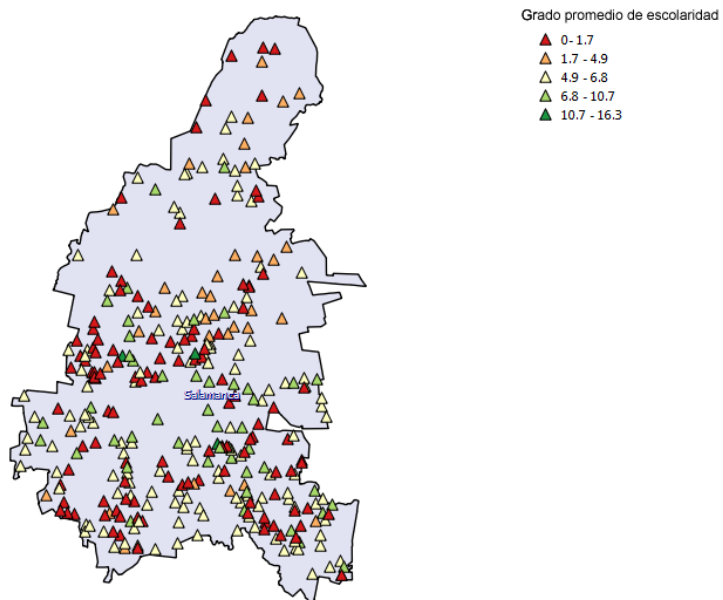 Grado promedio de escolaridad
0- 1.7
1.7 - 4.9
4.9 - 6.8
6.8 - 10.7
10.7 - 16.3
Salamanca